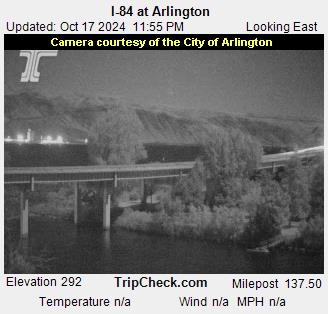 I-84 at Arlington
Updated: Oct 17 2024 11:55 PM Looking East
Camera courtesy of the City of Arlington
Elevation 292 TripCheck.com Milepost 137.50
Temperature n/a Wind n/a MPH n/a